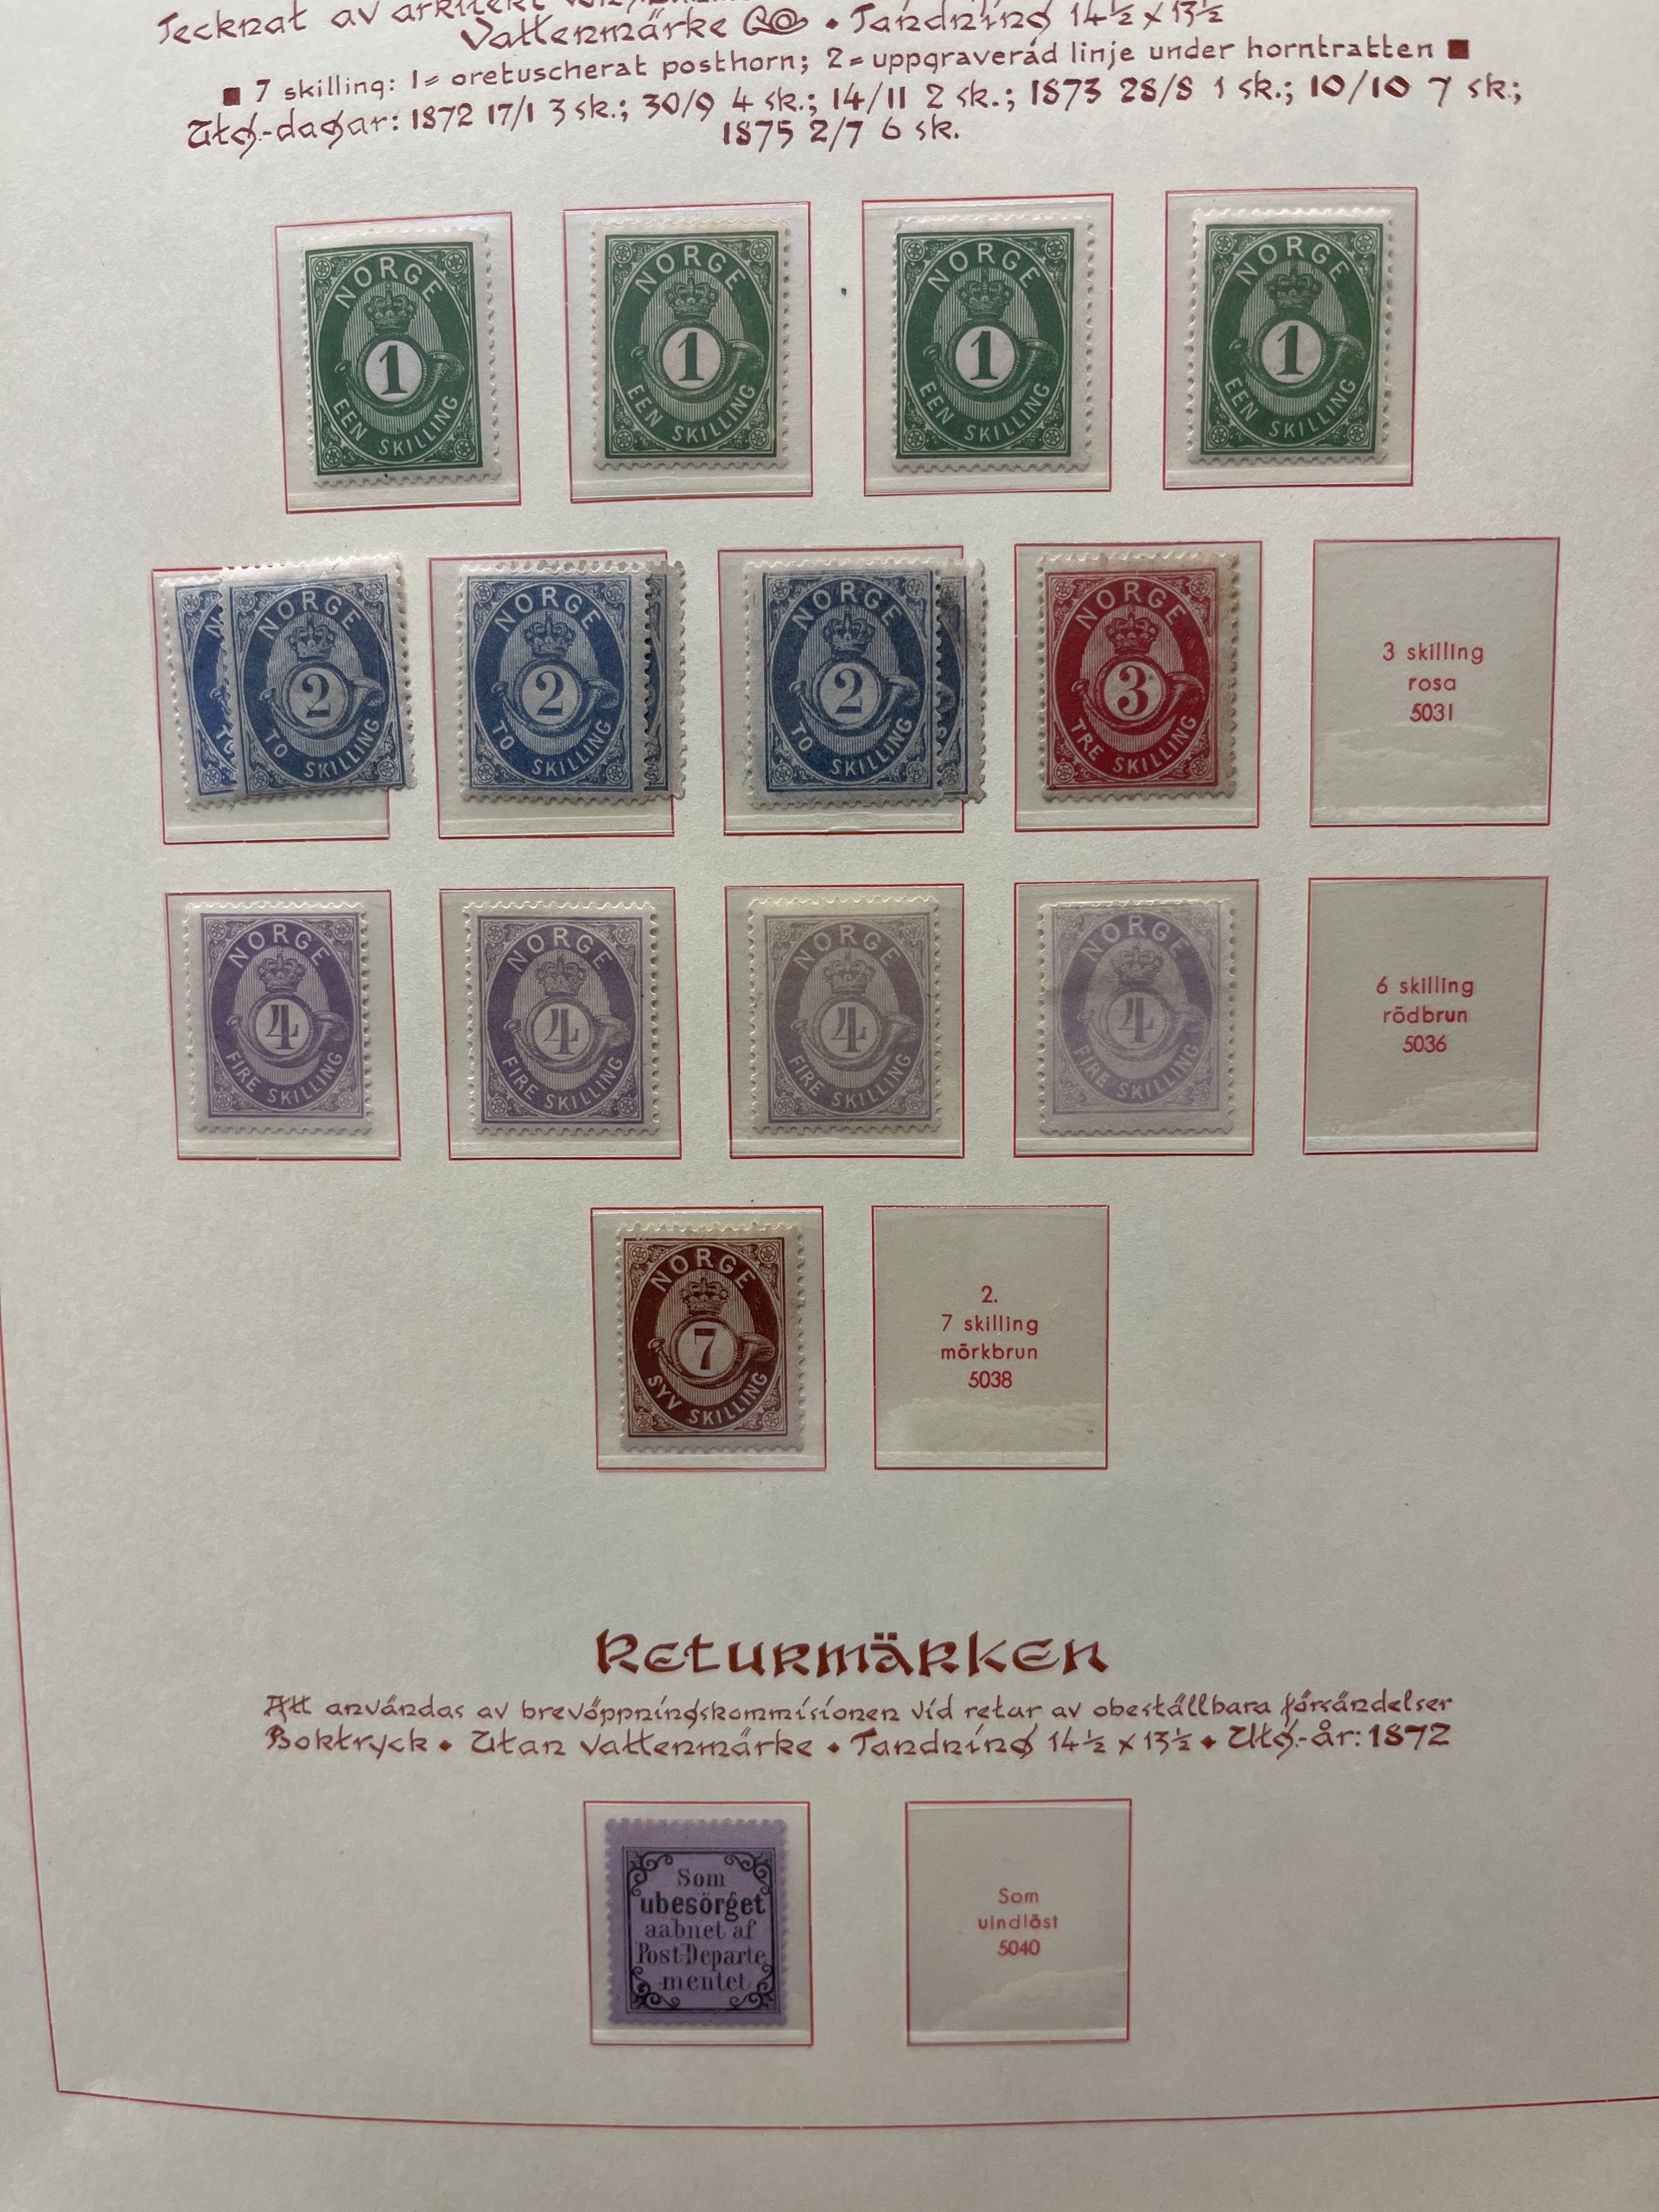 Tecknat av arkitekt
Vattenmärke • Tandning 14½ x 13½
■ 7 skilling: 1 = oretuscherat posthorn; 2 = uppgraverad linje under horntratten ■
Utg.-dagar: 1872 17/1 3 sk.; 30/9 4 sk.; 14/11 2 sk.; 1873 28/8 1 sk.; 10/10 7 sk.;
1875 2/7 6 sk.
NORGE
1
EEN SKILLING
NORGE
1
EEN SKILLING
NORGE
1
EEN SKILLING
NORGE
1
EEN SKILLING
NORGE
2
TO SKILLING
NORGE
2
TO SKILLING
NORGE
2
TO SKILLING
NORGE
3
TRE SKILLING
3 skilling
rosa
5031
NORGE
4
FIRE SKILLING
NORGE
4
FIRE SKILLING
NORGE
4
FIRE SKILLING
NORGE
4
FIRE SKILLING
6 skilling
rödbrun
5036
NORGE
7
SYV SKILLING
2.
7 skilling
mörkbrun
5038
Returmärken
Att användas av brevöppningskommisionen vid retur av obeställbara försändelser
Boktryck • Utan vattenmärke • Tandning 14½ x 13½ • Utg.-år: 1872
Som
ubesörget
aabnet af
Post-Departe
-mentet
Som
uindlöst
5040